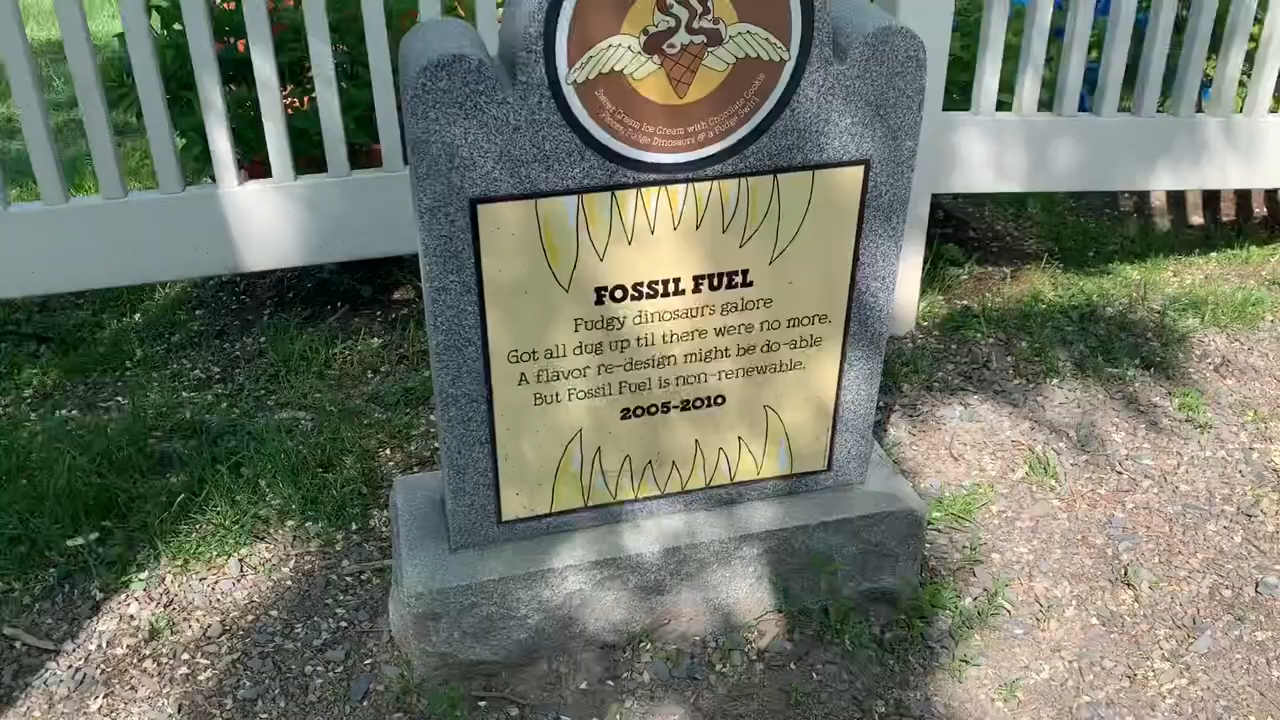 Sweet Cream Ice Cream with Chocolate Cookie
Pieces, Fudge Dinosaurs & a Fudge Swirl
FOSSIL FUEL
Fudgy dinosaurs galore
Got all dug up til there were no more.
A flavor re-design might be do-able
But Fossil Fuel is non-renewable.
2005-2010